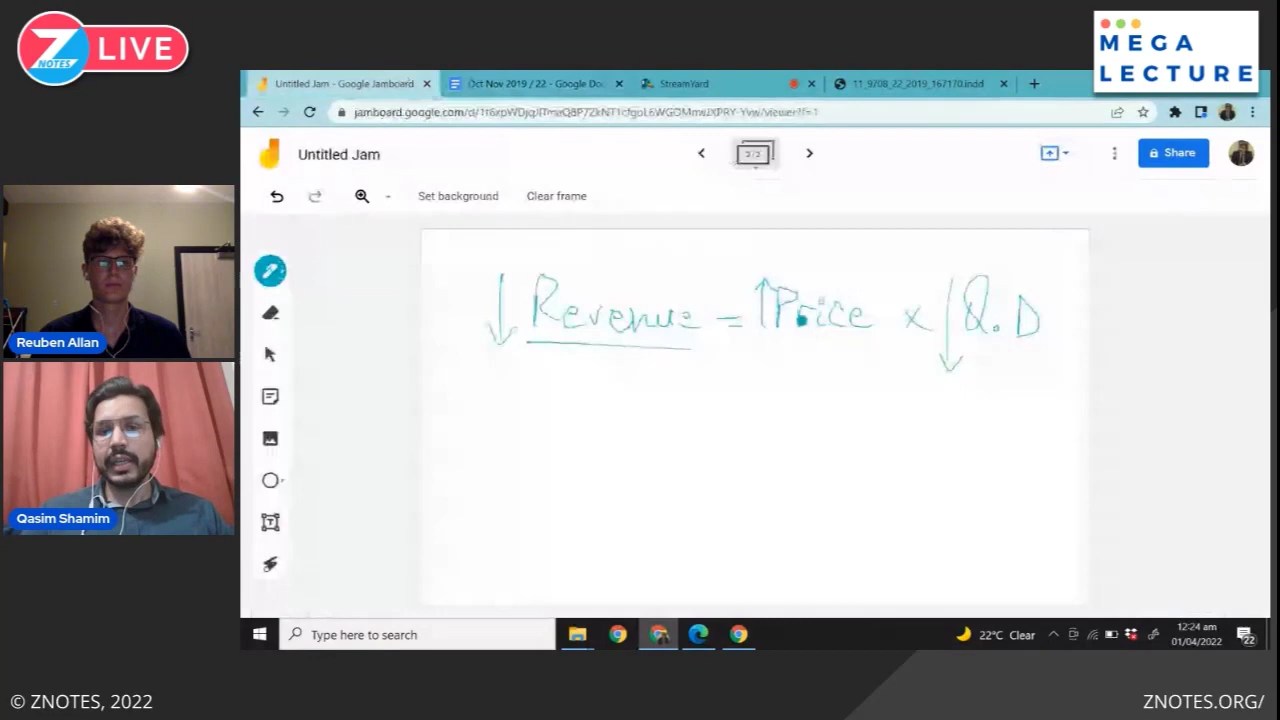 Z NOTES LIVE
MEGA
LECTURE
Untitled Jam - Google Jamboard
Oct Nov 2019 / 22 - Google Do
StreamYard
11_9708_22_2019_167170.indd
Untitled Jam
2/2
Share
Set background
Clear frame
↓ Revenue = ↑Price × ↓Q.D
Reuben Allan
Qasim Shamim
Type here to search
22°C Clear
12:24 am
01/04/2022
22
© ZNOTES, 2022
ZNOTES.ORG/